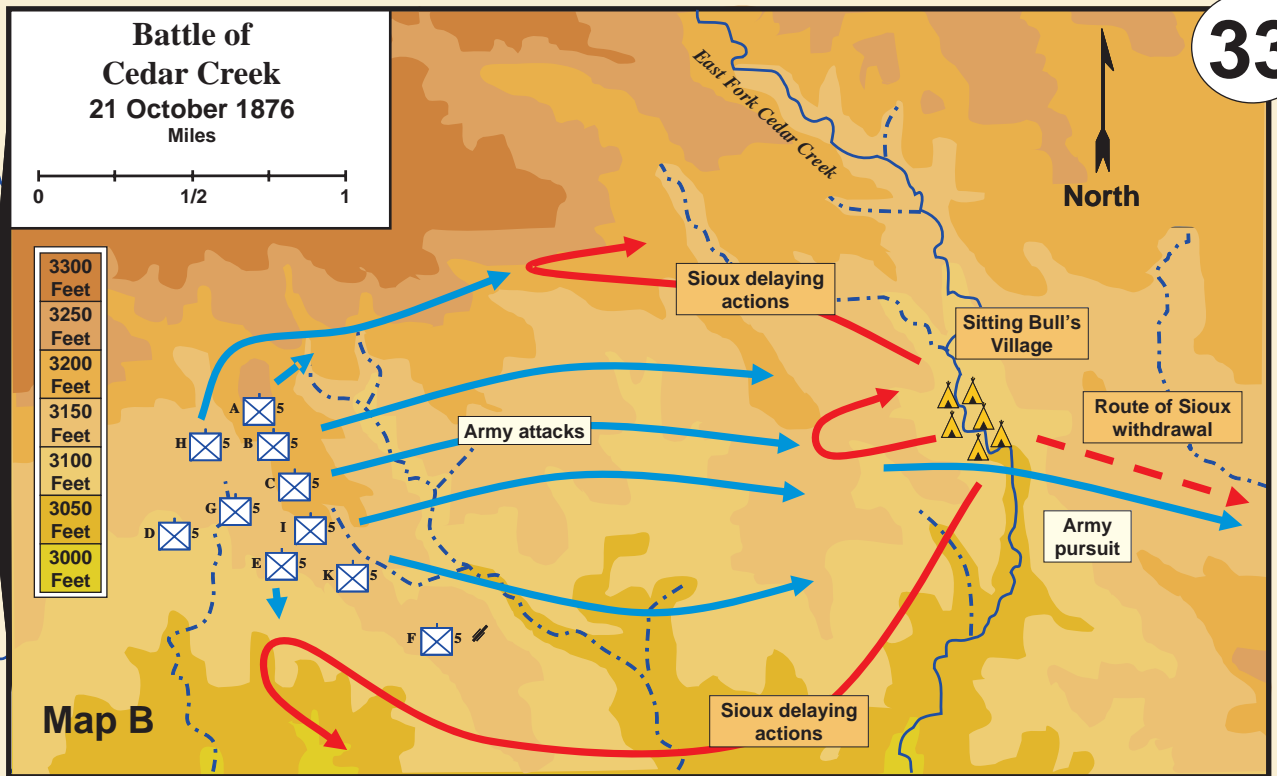 Battle of
Cedar Creek
21 October 1876
Miles
0 1/2 1
33
East Fork Cedar Creek
North
3300
Feet
3250
Feet
3200
Feet
3150
Feet
3100
Feet
3050
Feet
3000
Feet
Sioux delaying
actions
Sitting Bull's
Village
Route of Sioux
withdrawal
Army attacks
A 5
H 5
B 5
C 5
G 5
D 5
I 5
E 5
K 5
F 5
Army
pursuit
Sioux delaying
actions
Map B